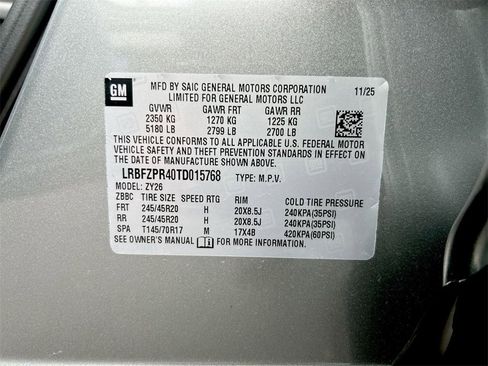 GM
MFD BY SAIC GENERAL MOTORS CORPORATION 11/25
LIMITED FOR GENERAL MOTORS LLC
GVWR GAWR FRT GAWR RR
2350 KG 1270 KG 1225 KG
5180 LB 2799 LB 2700 LB
THIS VEHICLE CONFORMS TO ALL APPLICABLE U.S. FEDERAL MOTOR
VEHICLE SAFETY AND THEFT PREVENTION STANDARDS IN EFFECT ON
THE DATE OF MANUFACTURE SHOWN ABOVE.
LRBFZPR40TD015768 TYPE: M.P.V.
MODEL: ZY26
ZBBC TIRE SIZE SPEED RTG RIM COLD TIRE PRESSURE
FRT 245/45R20 H 20X8.5J 240KPA(35PSI)
RR 245/45R20 H 20X8.5J 240KPA(35PSI)
SPA T145/70R17 M 17X4B 420KPA(60PSI)
SEE OWNER'S MANUAL FOR MORE INFORMATION